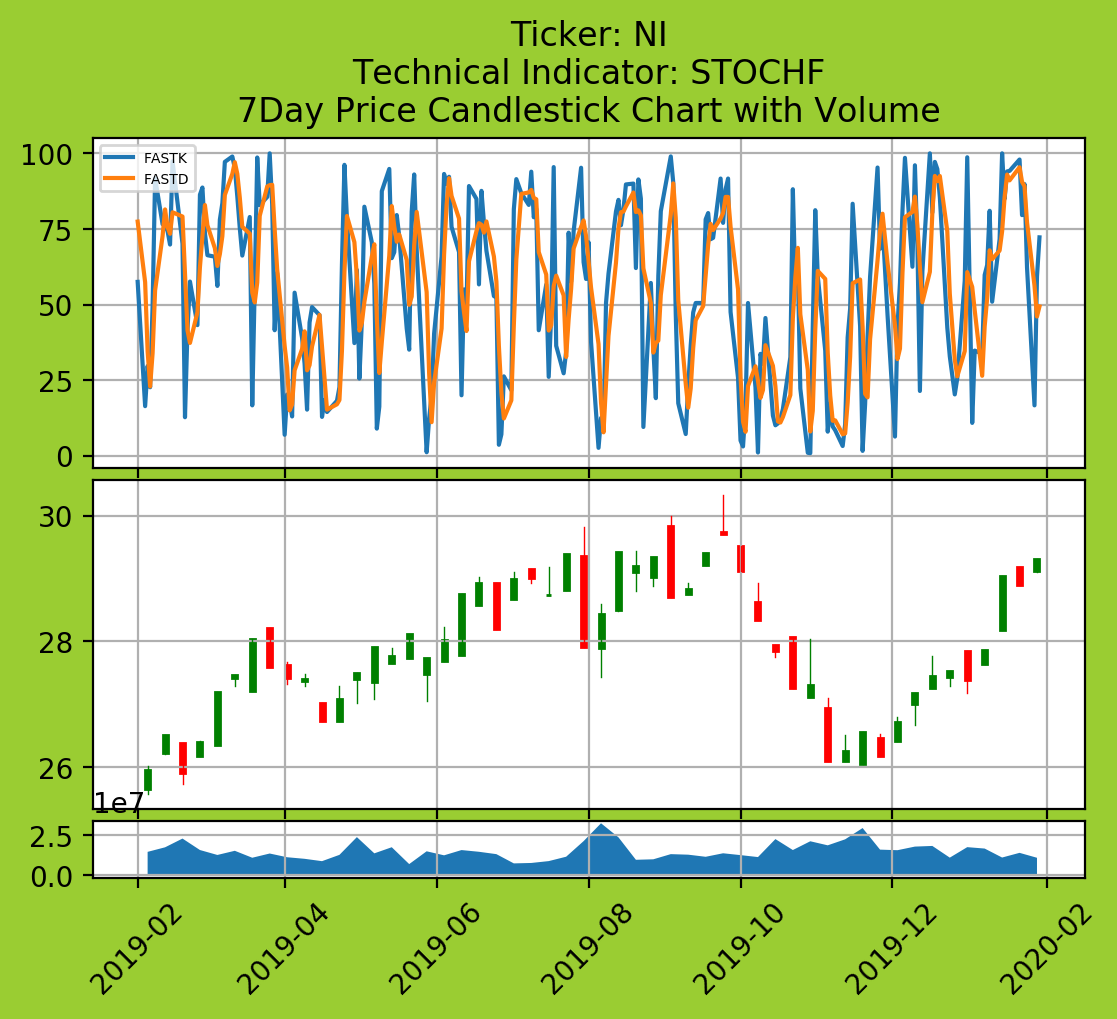 Ticker: NI
Technical Indicator: STOCHF
7Day Price Candlestick Chart with Volume
100
75
50
25
0
FASTK
FASTD
30
28
26
1e7
2.5
0.0
2019-02
2019-04
2019-06
2019-08
2019-10
2019-12
2020-02